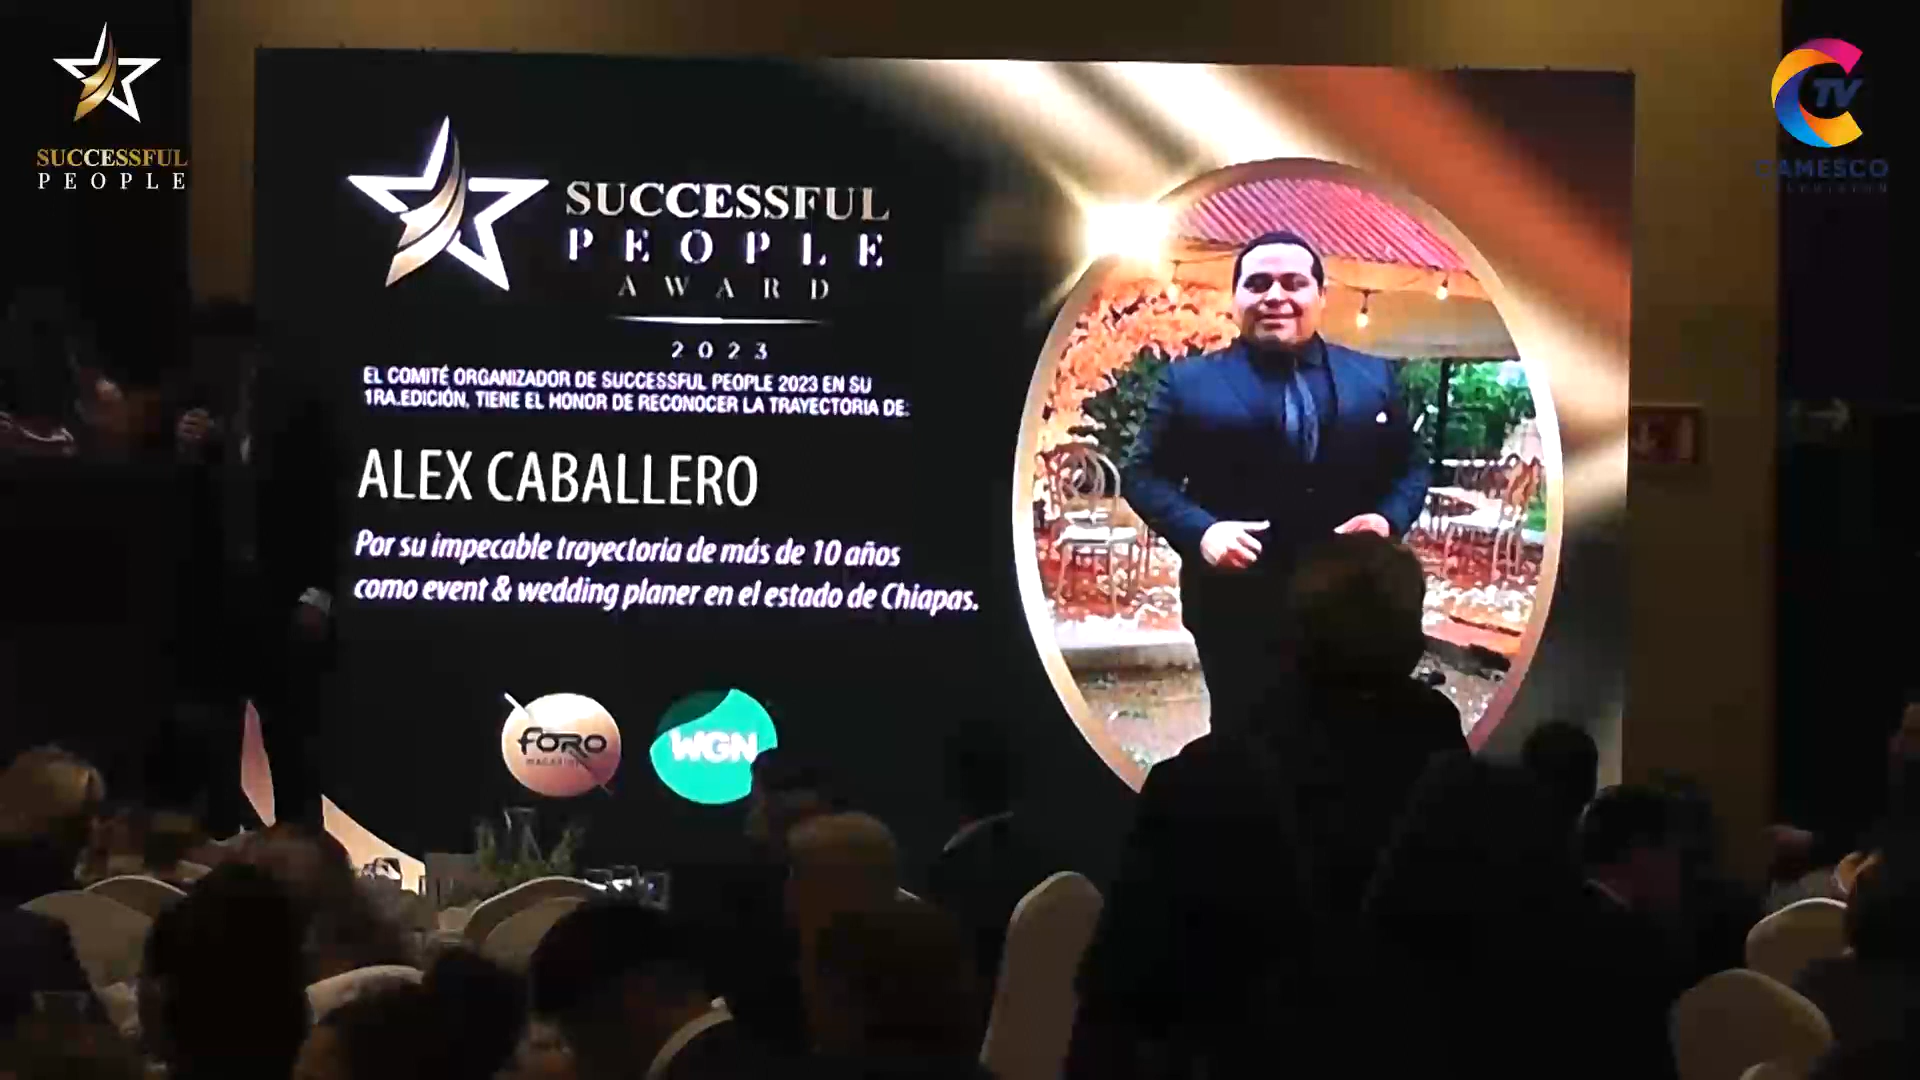 SUCCESSFUL
PEOPLE
TV
CAMESCO
SUCCESSFUL
PEOPLE
AWARD
2023
EL COMITÉ ORGANIZADOR DE SUCCESSFUL PEOPLE 2023 EN SU
1RA.EDICIÓN, TIENE EL HONOR DE RECONOCER LA TRAYECTORIA DE:
ALEX CABALLERO
Por su impecable trayectoria de más de 10 años
como event & wedding planer en el estado de Chiapas.
FORO
MAGAZINE
WGN